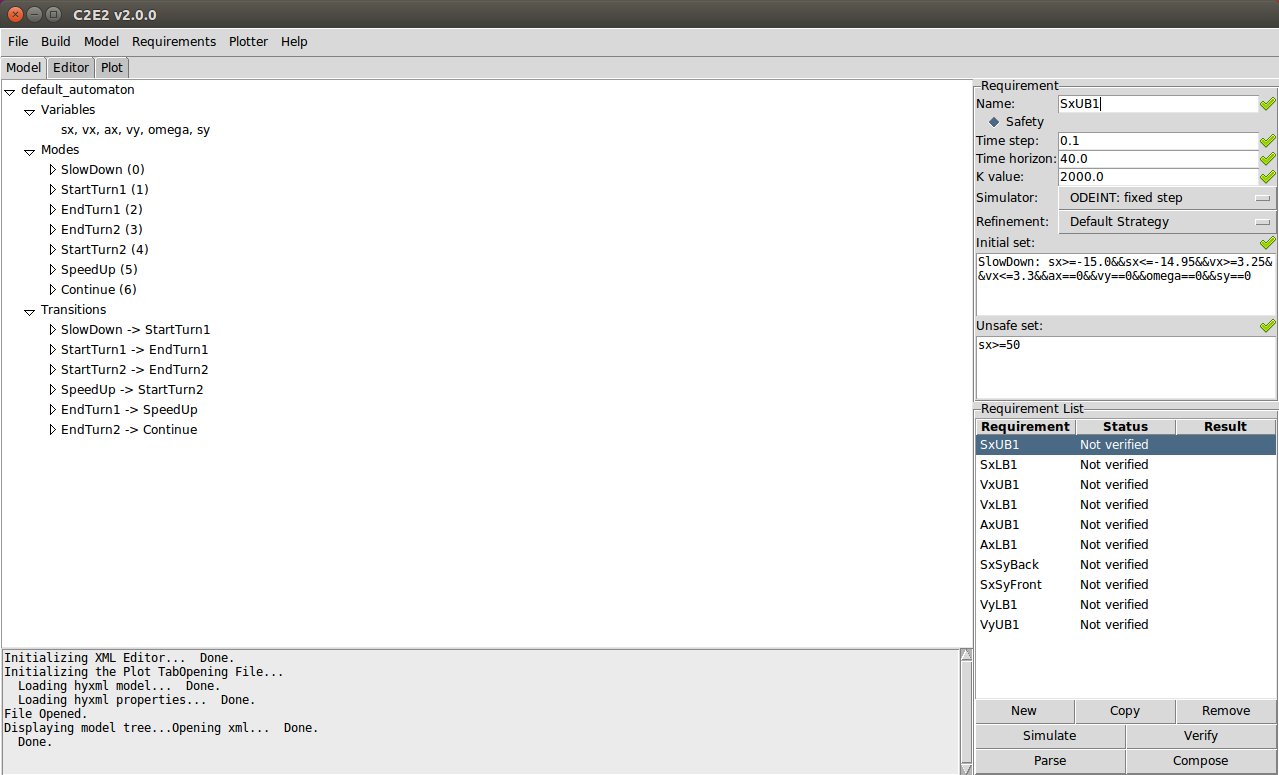 C2E2 v2.0.0
File Build Model Requirements Plotter Help
Model Editor Plot
default_automaton
Variables
sx, vx, ax, vy, omega, sy
Modes
SlowDown (0)
StartTurn1 (1)
EndTurn1 (2)
EndTurn2 (3)
StartTurn2 (4)
SpeedUp (5)
Continue (6)
Transitions
SlowDown -> StartTurn1
StartTurn1 -> EndTurn1
StartTurn2 -> EndTurn2
SpeedUp -> StartTurn2
EndTurn1 -> SpeedUp
EndTurn2 -> Continue
Initializing XML Editor...  Done.
Initializing the Plot TabOpening File...
Loading hyxml model...  Done.
Loading hyxml properties...  Done.
File Opened.
Displaying model tree...Opening xml...  Done.
Done.
Requirement
Name: SxUB1
Safety
Time step: 0.1
Time horizon: 40.0
K value: 2000.0
Simulator: ODEINT: fixed step
Refinement: Default Strategy
Initial set:
SlowDown: sx>=-15.0&&sx<=-14.95&&vx>=3.25&
&vx<=3.3&&ax==0&&vy==0&&omega==0&&sy==0
Unsafe set:
sx>=50
Requirement List
Requirement Status Result
SxUB1 Not verified
SxLB1 Not verified
VxUB1 Not verified
VxLB1 Not verified
AxUB1 Not verified
AxLB1 Not verified
SxSyBack Not verified
SxSyFront Not verified
VyLB1 Not verified
VyUB1 Not verified
New Copy Remove
Simulate Verify
Parse Compose